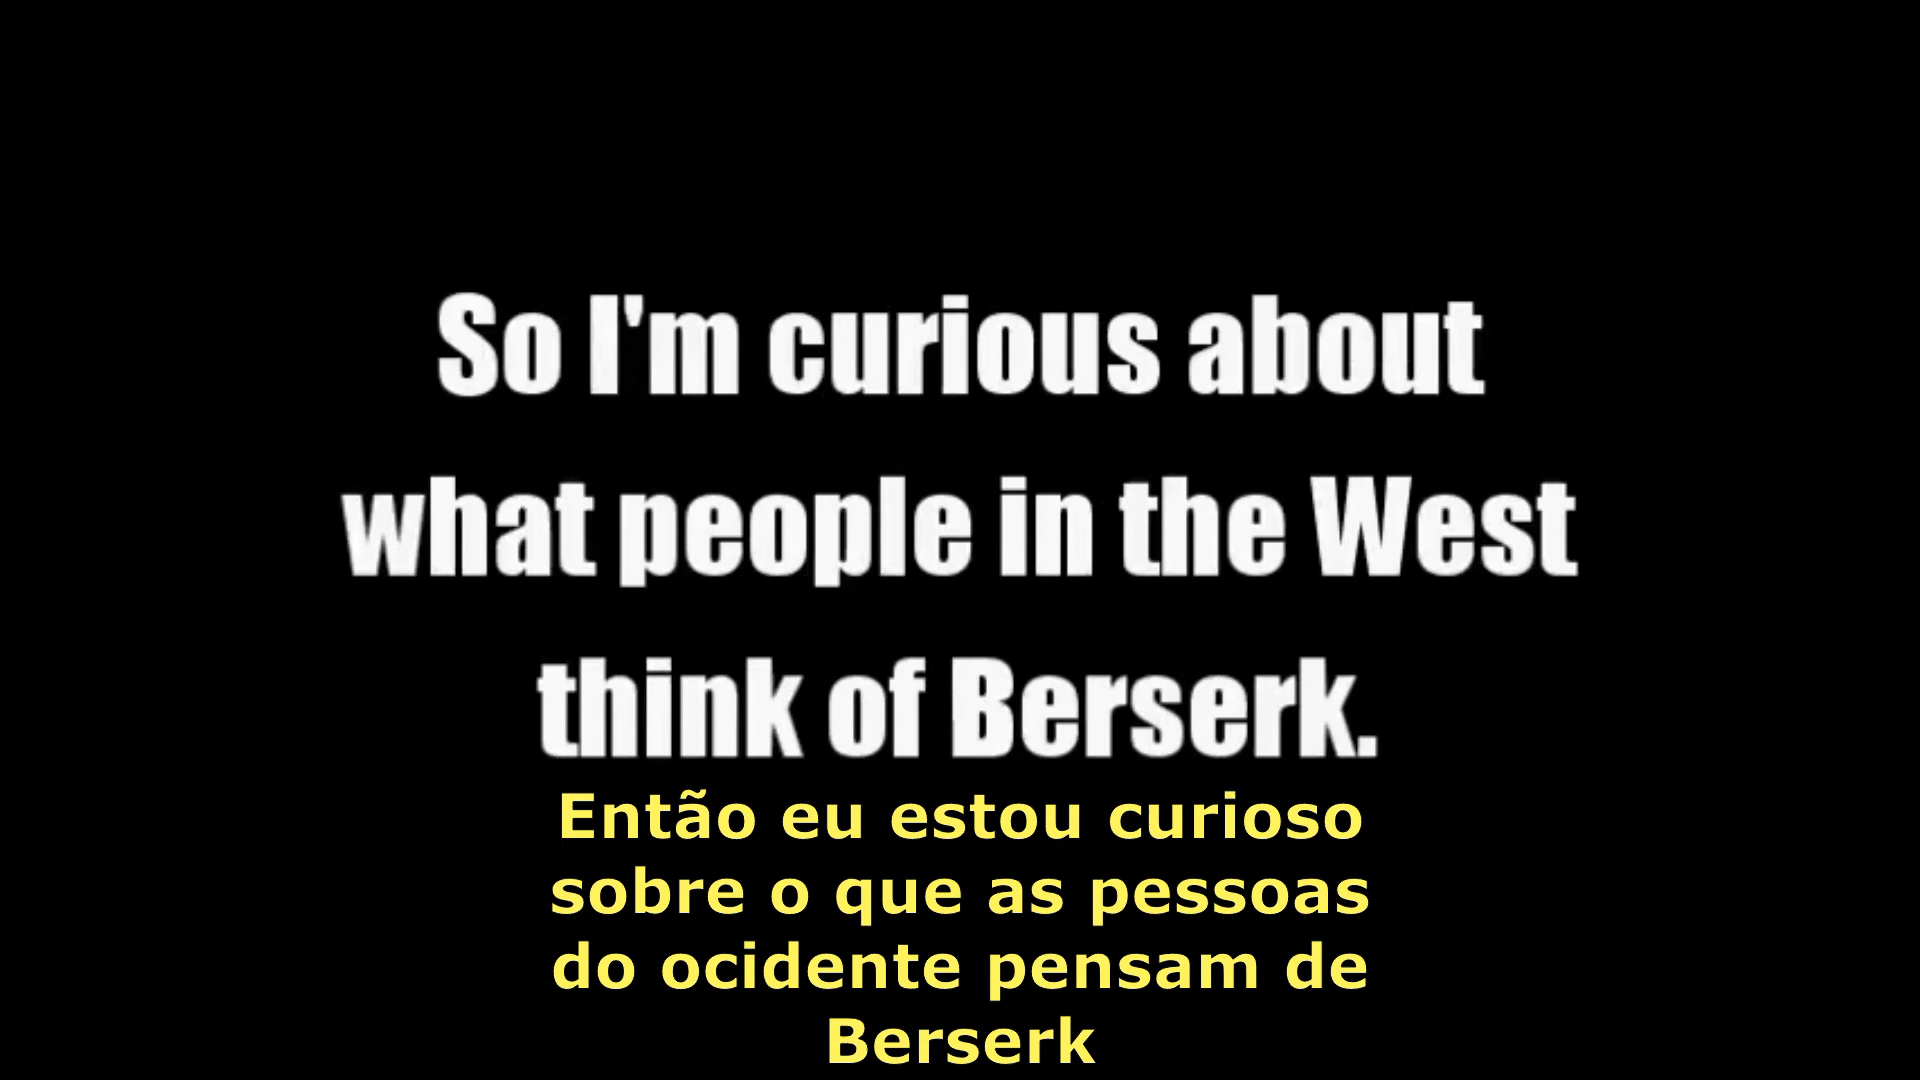 So I'm curious about
what people in the West
think of Berserk.
Então eu estou curioso
sobre o que as pessoas
do ocidente pensam de
Berserk